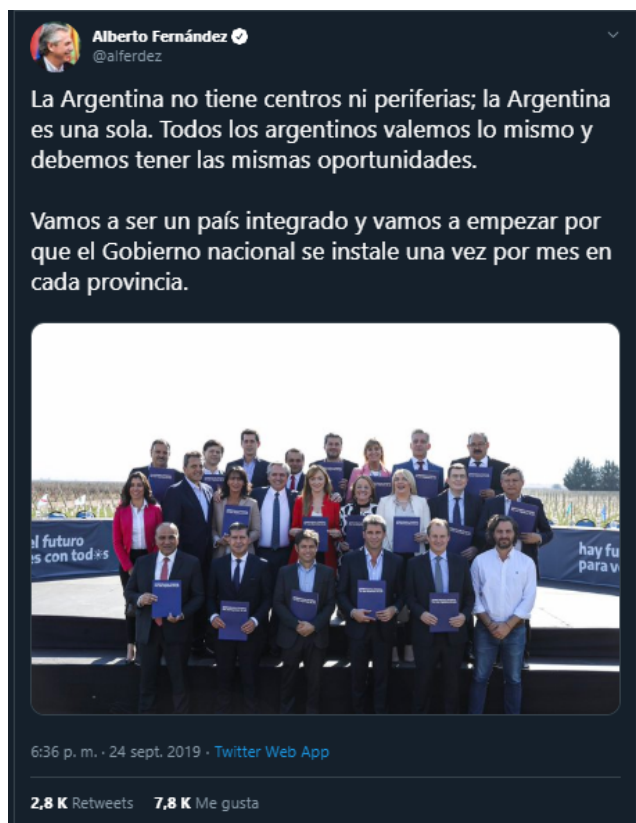 Alberto Fernández
@alferdez
La Argentina no tiene centros ni periferias; la Argentina
es una sola. Todos los argentinos valemos lo mismo y
debemos tener las mismas oportunidades.
Vamos a ser un país integrado y vamos a empezar por
que el Gobierno nacional se instale una vez por mes en
cada provincia.
el futuro
es con tod☀s
hay fu
para v
6:36 p. m. · 24 sept. 2019 · Twitter Web App
2,8 K Retweets 7,8 K Me gusta